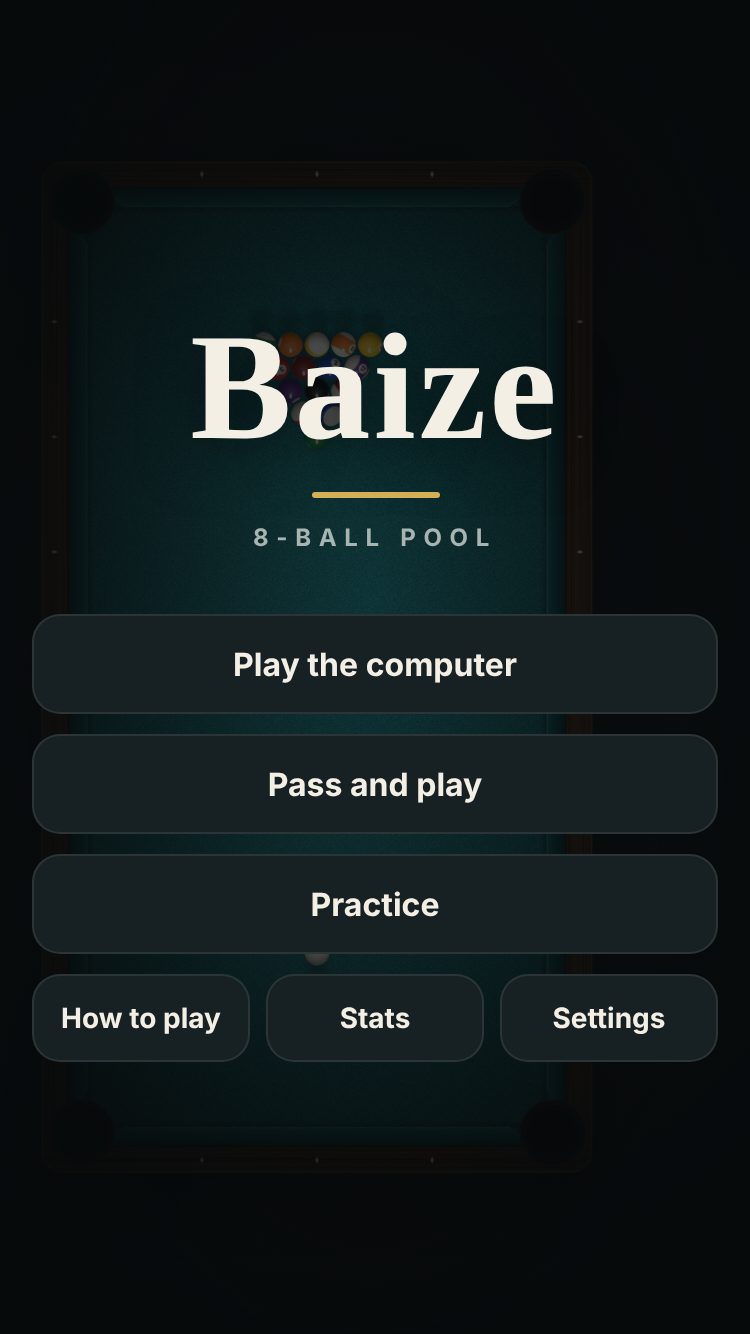 Baize
8-BALL POOL
Play the computer
Pass and play
Practice
How to play
Stats
Settings